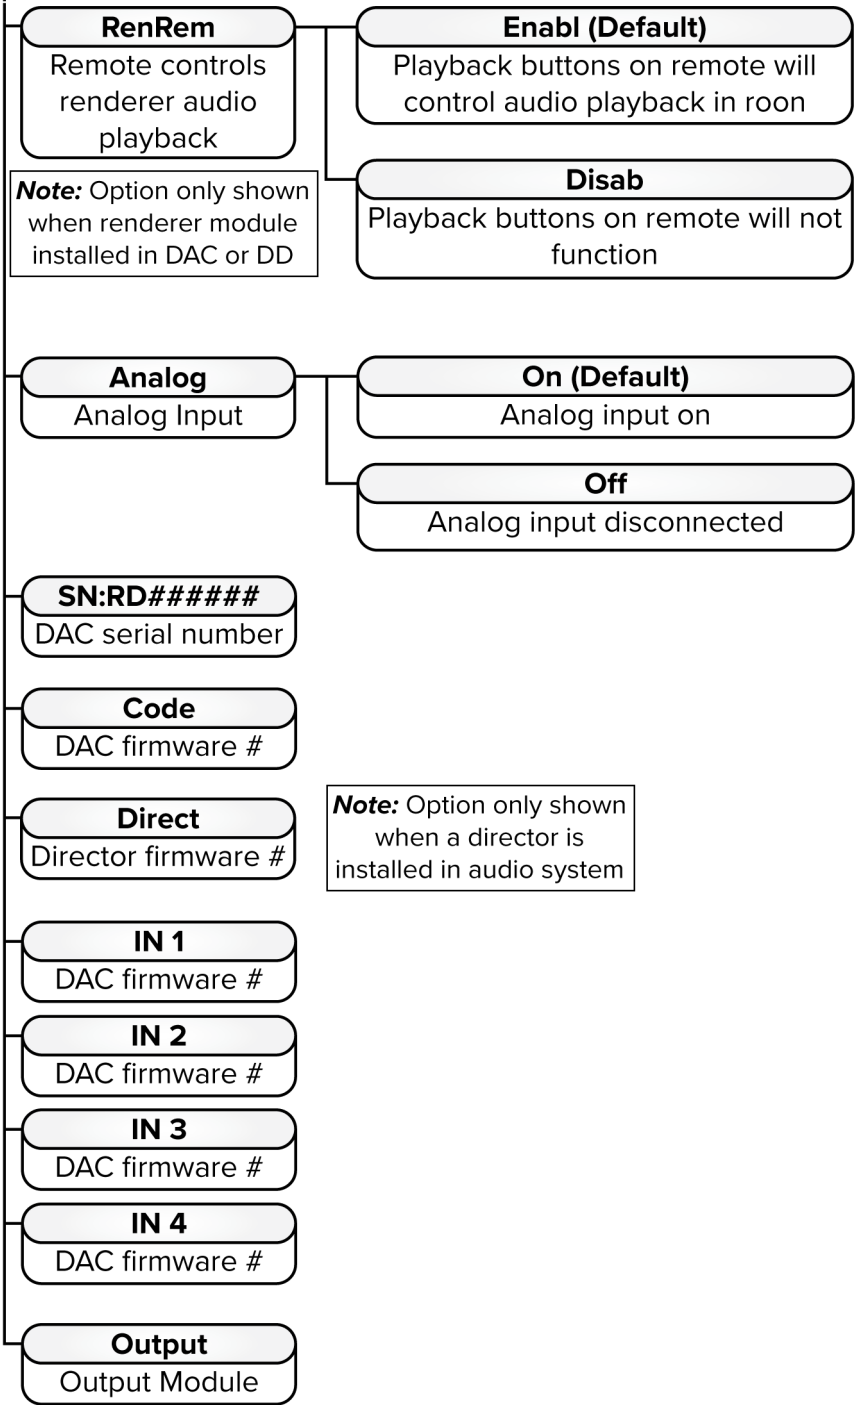 RenRem
Remote controls
renderer audio
playback
Enabl (Default)
Playback buttons on remote will
control audio playback in roon
Disab
Playback buttons on remote will not
function
Note: Option only shown
when renderer module
installed in DAC or DD
Analog
Analog Input
On (Default)
Analog input on
Off
Analog input disconnected
SN:RD######
DAC serial number
Code
DAC firmware #
Direct
Director firmware #
Note: Option only shown
when a director is
installed in audio system
IN 1
DAC firmware #
IN 2
DAC firmware #
IN 3
DAC firmware #
IN 4
DAC firmware #
Output
Output Module